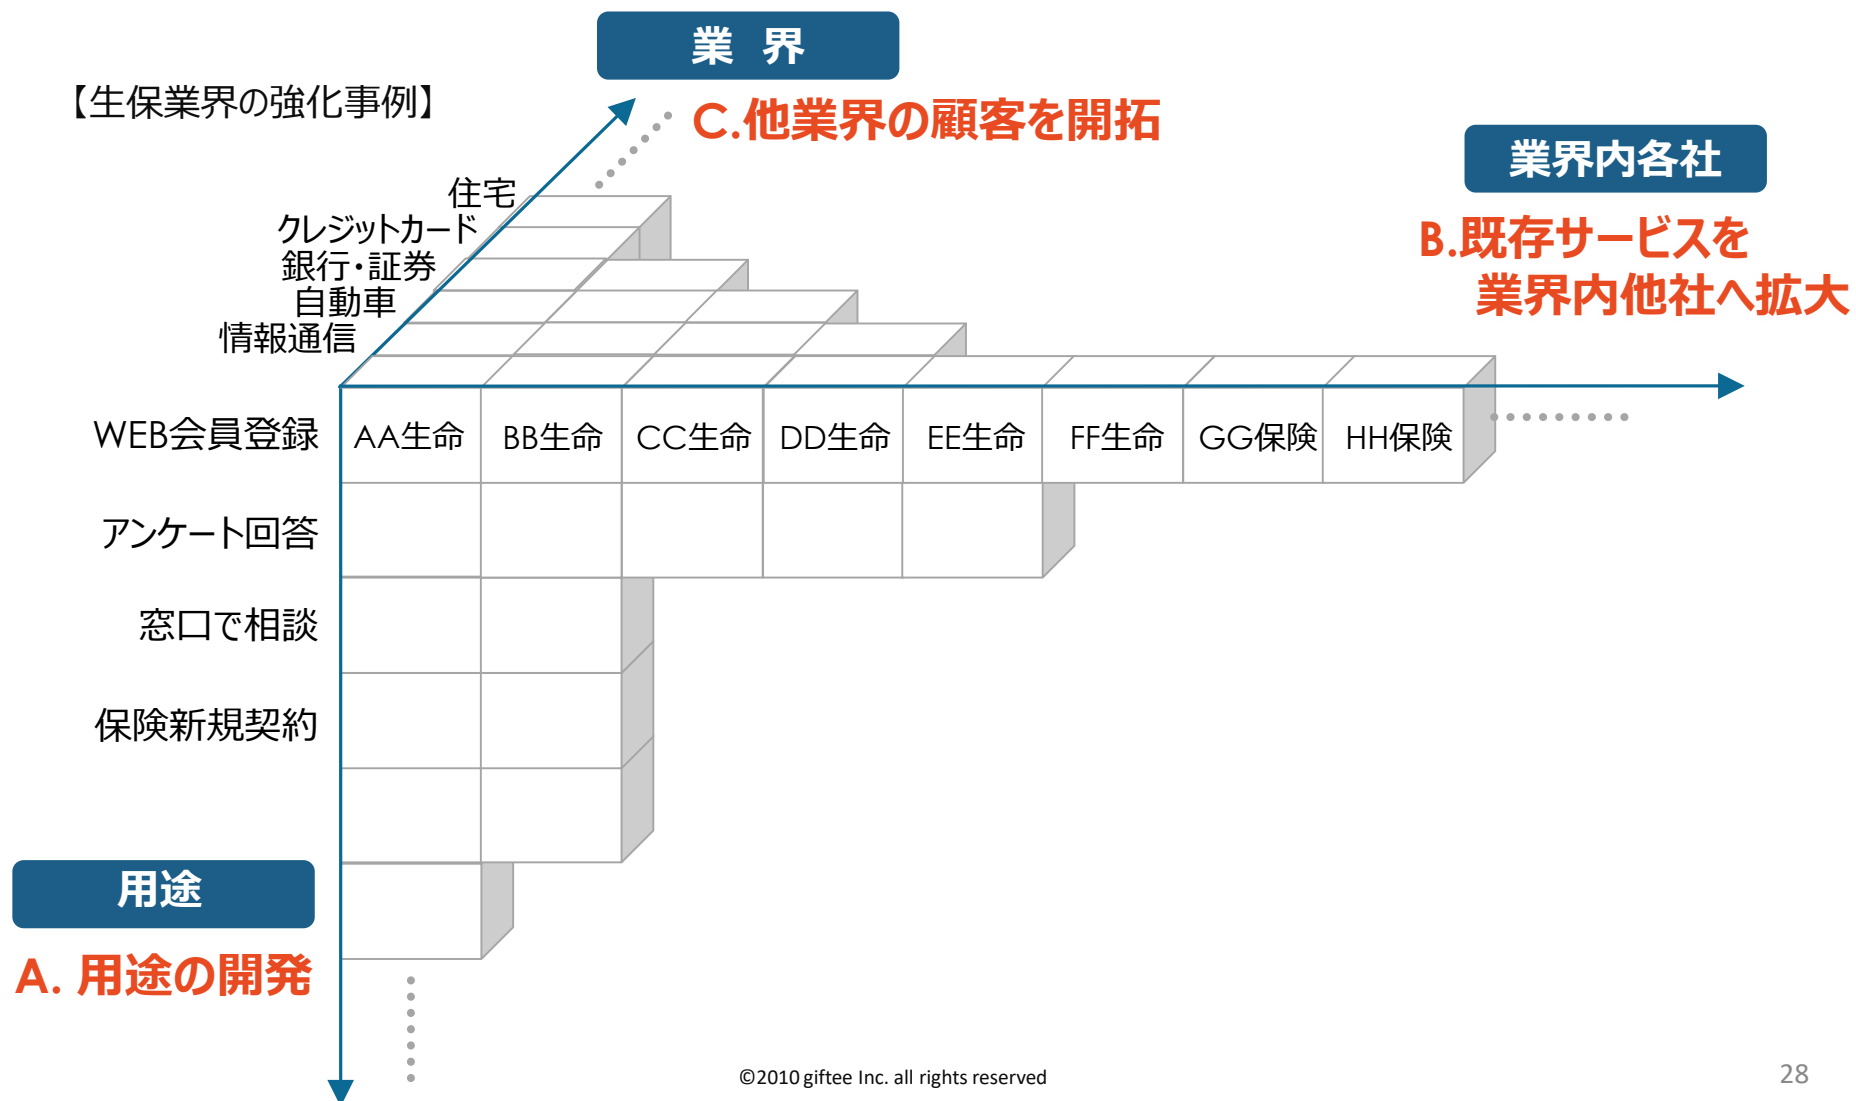 業 界
【生保業界の強化事例】
C.他業界の顧客を開拓
業界内各社
B.既存サービスを
業界内他社へ拡大
住宅
クレジットカード
銀行・証券
自動車
情報通信
WEB会員登録
AA生命
BB生命
CC生命
DD生命
EE生命
FF生命
GG保険
HH保険
アンケート回答
窓口で相談
保険新規契約
用途
A. 用途の開発
©2010 giftee Inc. all rights reserved
28